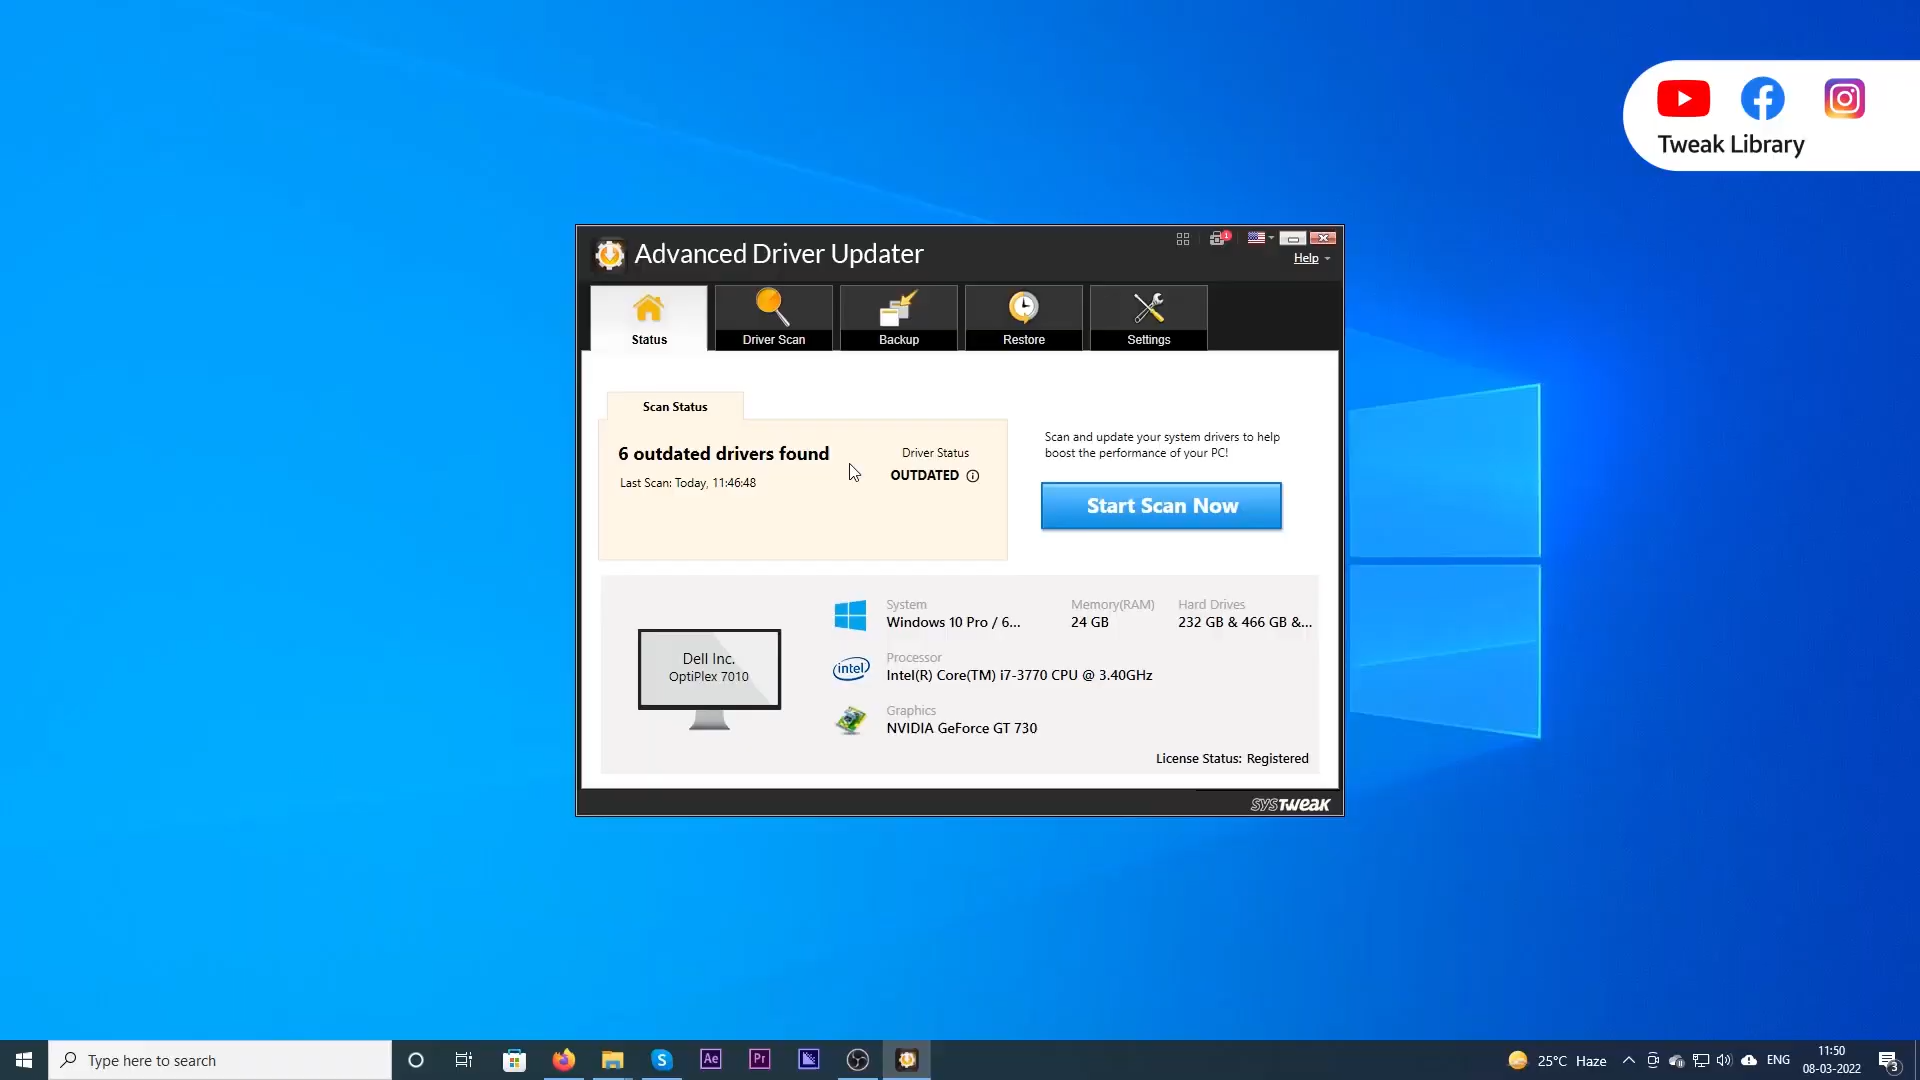 Tweak Library
Advanced Driver Updater
1
Help
Status
Driver Scan
Backup
Restore
Settings
Scan Status
6 outdated drivers found
Last Scan: Today, 11:46:48
Driver Status
OUTDATED
Scan and update your system drivers to help
boost the performance of your PC!
Start Scan Now
Dell Inc.
OptiPlex 7010
System
Windows 10 Pro / 6...
Memory(RAM)
24 GB
Hard Drives
232 GB & 466 GB &...
intel
Processor
Intel(R) Core(TM) i7-3770 CPU @ 3.40GHz
Graphics
NVIDIA GeForce GT 730
License Status: Registered
SYSTWEAK
Type here to search
S
Ae
Pr
25°C Haze
ENG
11:50
08-03-2022
3